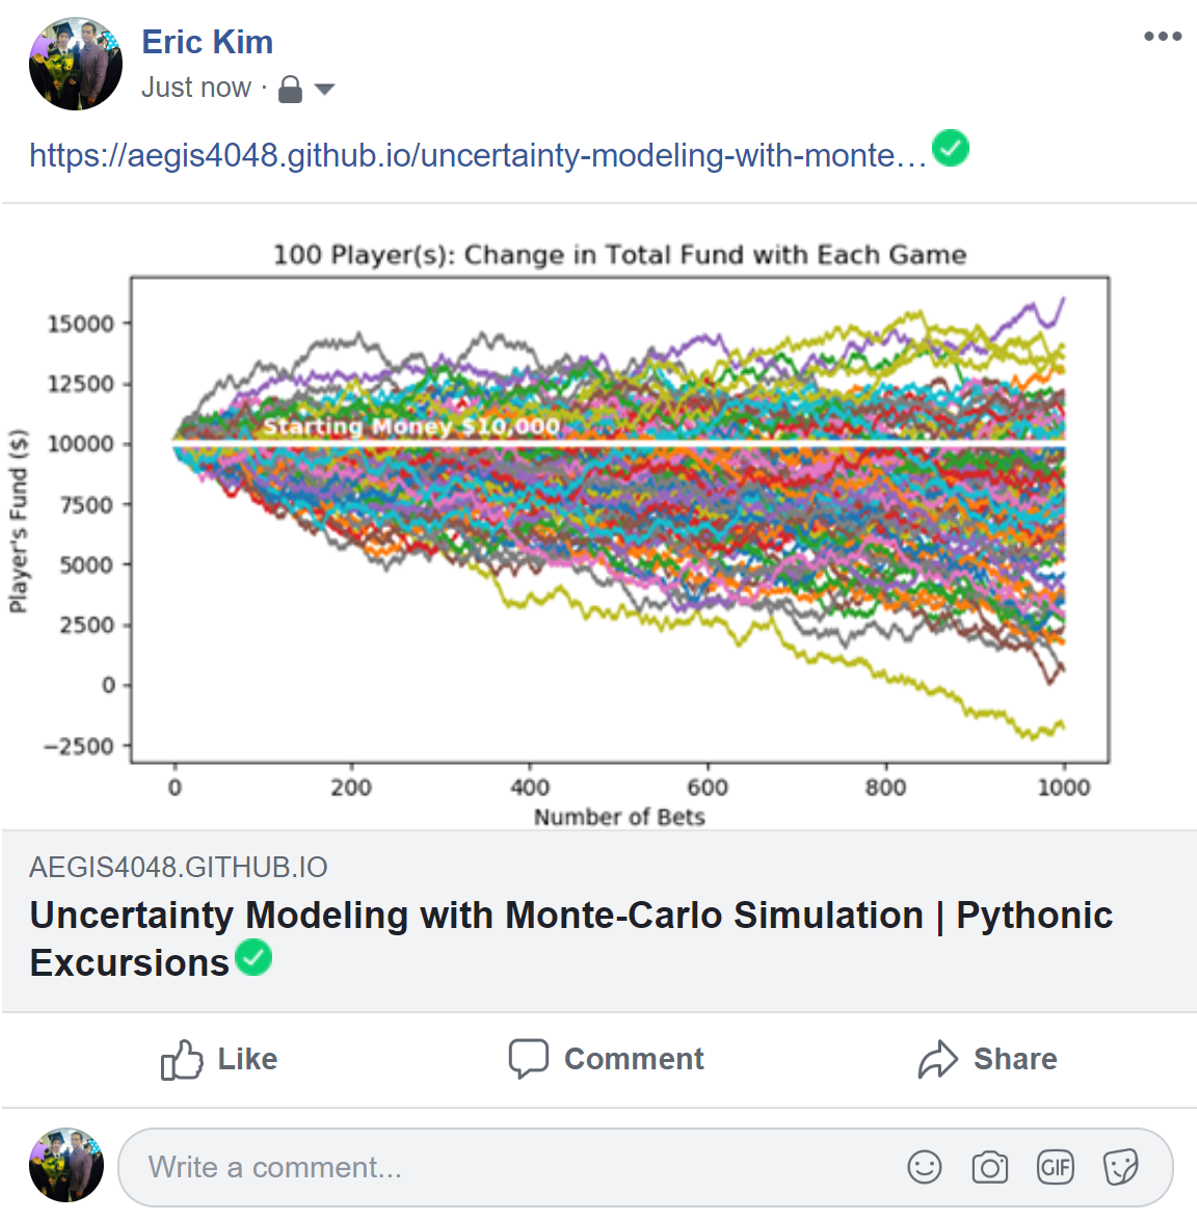 Eric Kim
Just now ·
https://aegis4048.github.io/uncertainty-modeling-with-monte…
100 Player(s): Change in Total Fund with Each Game
15000
12500
Starting Money $10,000
10000
7500
5000
2500
0
−2500
Player's Fund ($)
0 200 400 600 800 1000
Number of Bets
AEGIS4048.GITHUB.IO
Uncertainty Modeling with Monte-Carlo Simulation | Pythonic
Excursions
Like Comment Share
Write a comment...
GIF